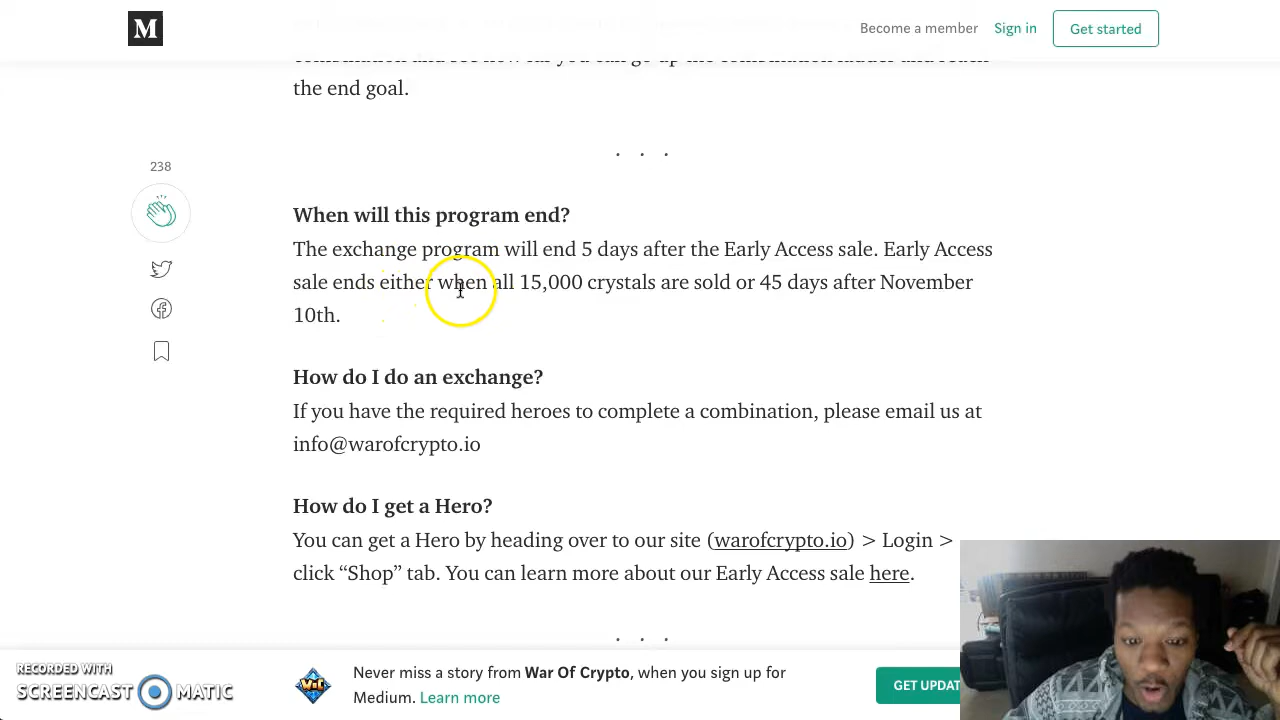 M
Become a member
Sign in
Get started
the end goal.
. . .
238
When will this program end?
The exchange program will end 5 days after the Early Access sale. Early Access
sale ends either when all 15,000 crystals are sold or 45 days after November
10th.
How do I do an exchange?
If you have the required heroes to complete a combination, please email us at
info@warofcrypto.io
How do I get a Hero?
You can get a Hero by heading over to our site (warofcrypto.io) > Login >
click “Shop” tab. You can learn more about our Early Access sale here.
. . .
RECORDED WITH
SCREENCAST MATIC
WC
Never miss a story from War Of Crypto, when you sign up for
Medium. Learn more
GET UPDAT